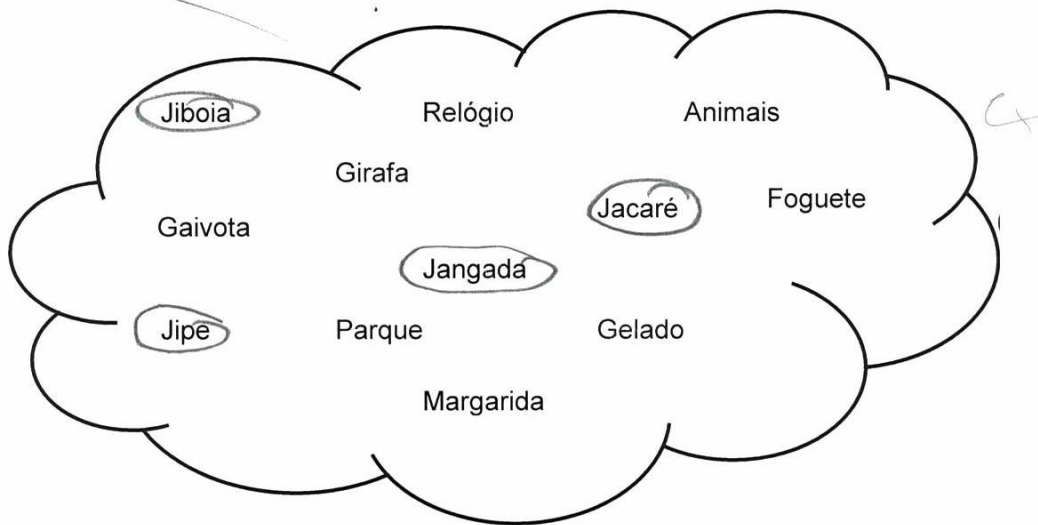 Jiboia Relógio Animais
Girafa
Jacaré Foguete
Gaivota
Jangada
Jipe Parque Gelado
Margarida